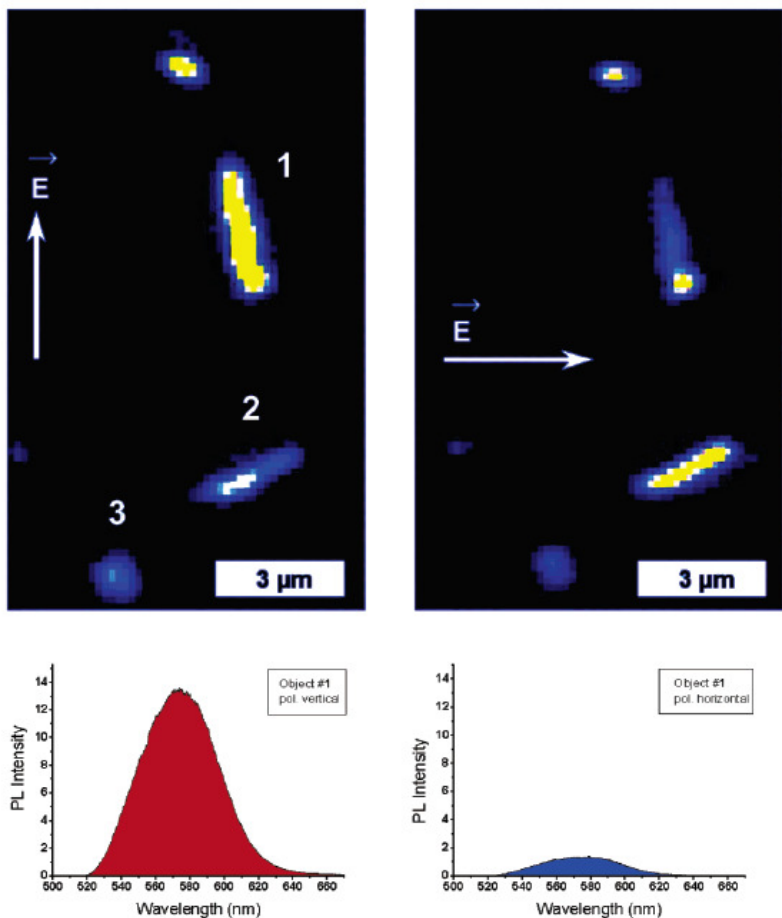 1
E
2
3
3 µm
E
3 µm
Object #1
pol. vertical
PL Intensity
14
12
10
8
6
4
2
0
500 520 540 560 580 600 620 640 660
Wavelength (nm)
Object #1
pol. horizontal
PL Intensity
14
12
10
8
6
4
2
0
500 520 540 560 580 600 620 640 660
Wavelength (nm)